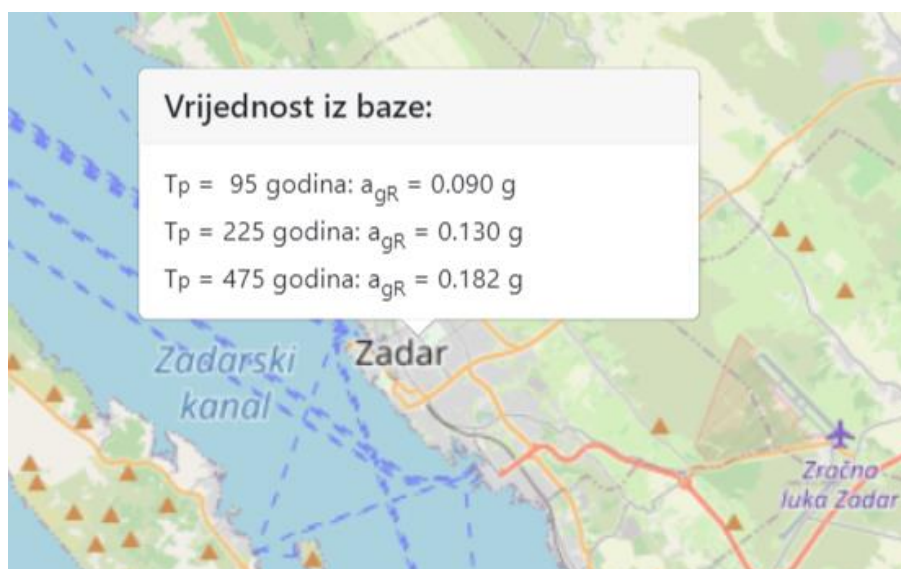 Vrijednost iz baze:
Tp = 95 godina: agR = 0.090 g
Tp = 225 godina: agR = 0.130 g
Tp = 475 godina: agR = 0.182 g
Zadar
Zadarski
kanal
Zračna
luka Zadar